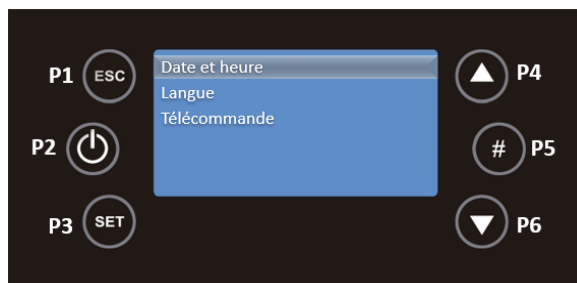 P1 ESC
Date et heure
Langue
Télécommande
P4
P2
# P5
P3 SET
P6